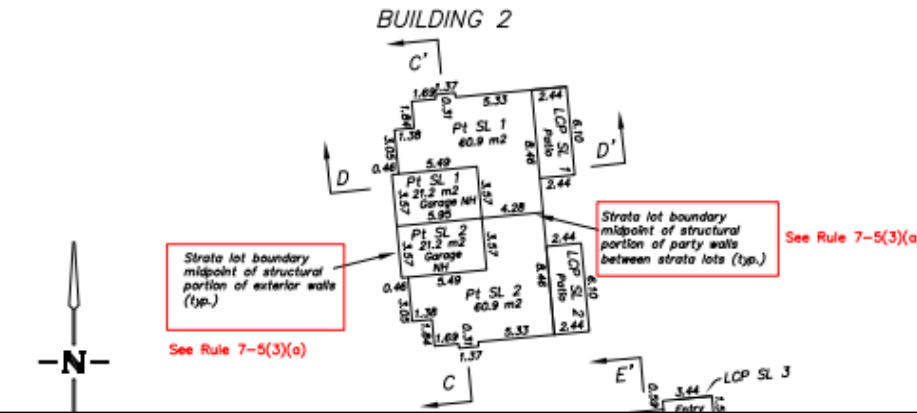 BUILDING 2
C'
1.37
1.69
0.31
5.33
2.44
1.84
1.38
Pt SL 1
60.9 m2
LCP SL 1
Patio
6.10
D'
3.05
0.46
8.46
D
5.49
2.44
Pt SL 1
21.2 m2
Garage NH
3.57
3.57
5.95
4.28
Strata lot boundary
midpoint of structural
portion of party walls
between strata lots (typ.)
See Rule 7-5(3)(a
Pt SL 2
21.2 m2
Garage
NH
3.57
3.57
2.44
Strata lot boundary
midpoint of structural
portion of exterior walls
(typ.)
5.49
0.46
8.46
LCP SL 2
Patio
6.10
3.05
Pt SL 2
60.9 m2
1.38
1.84
1.69
0.31
5.33
2.44
1.37
See Rule 7-5(3)(a)
N
C
E'
LCP SL 3
3.44
0.59
Entry